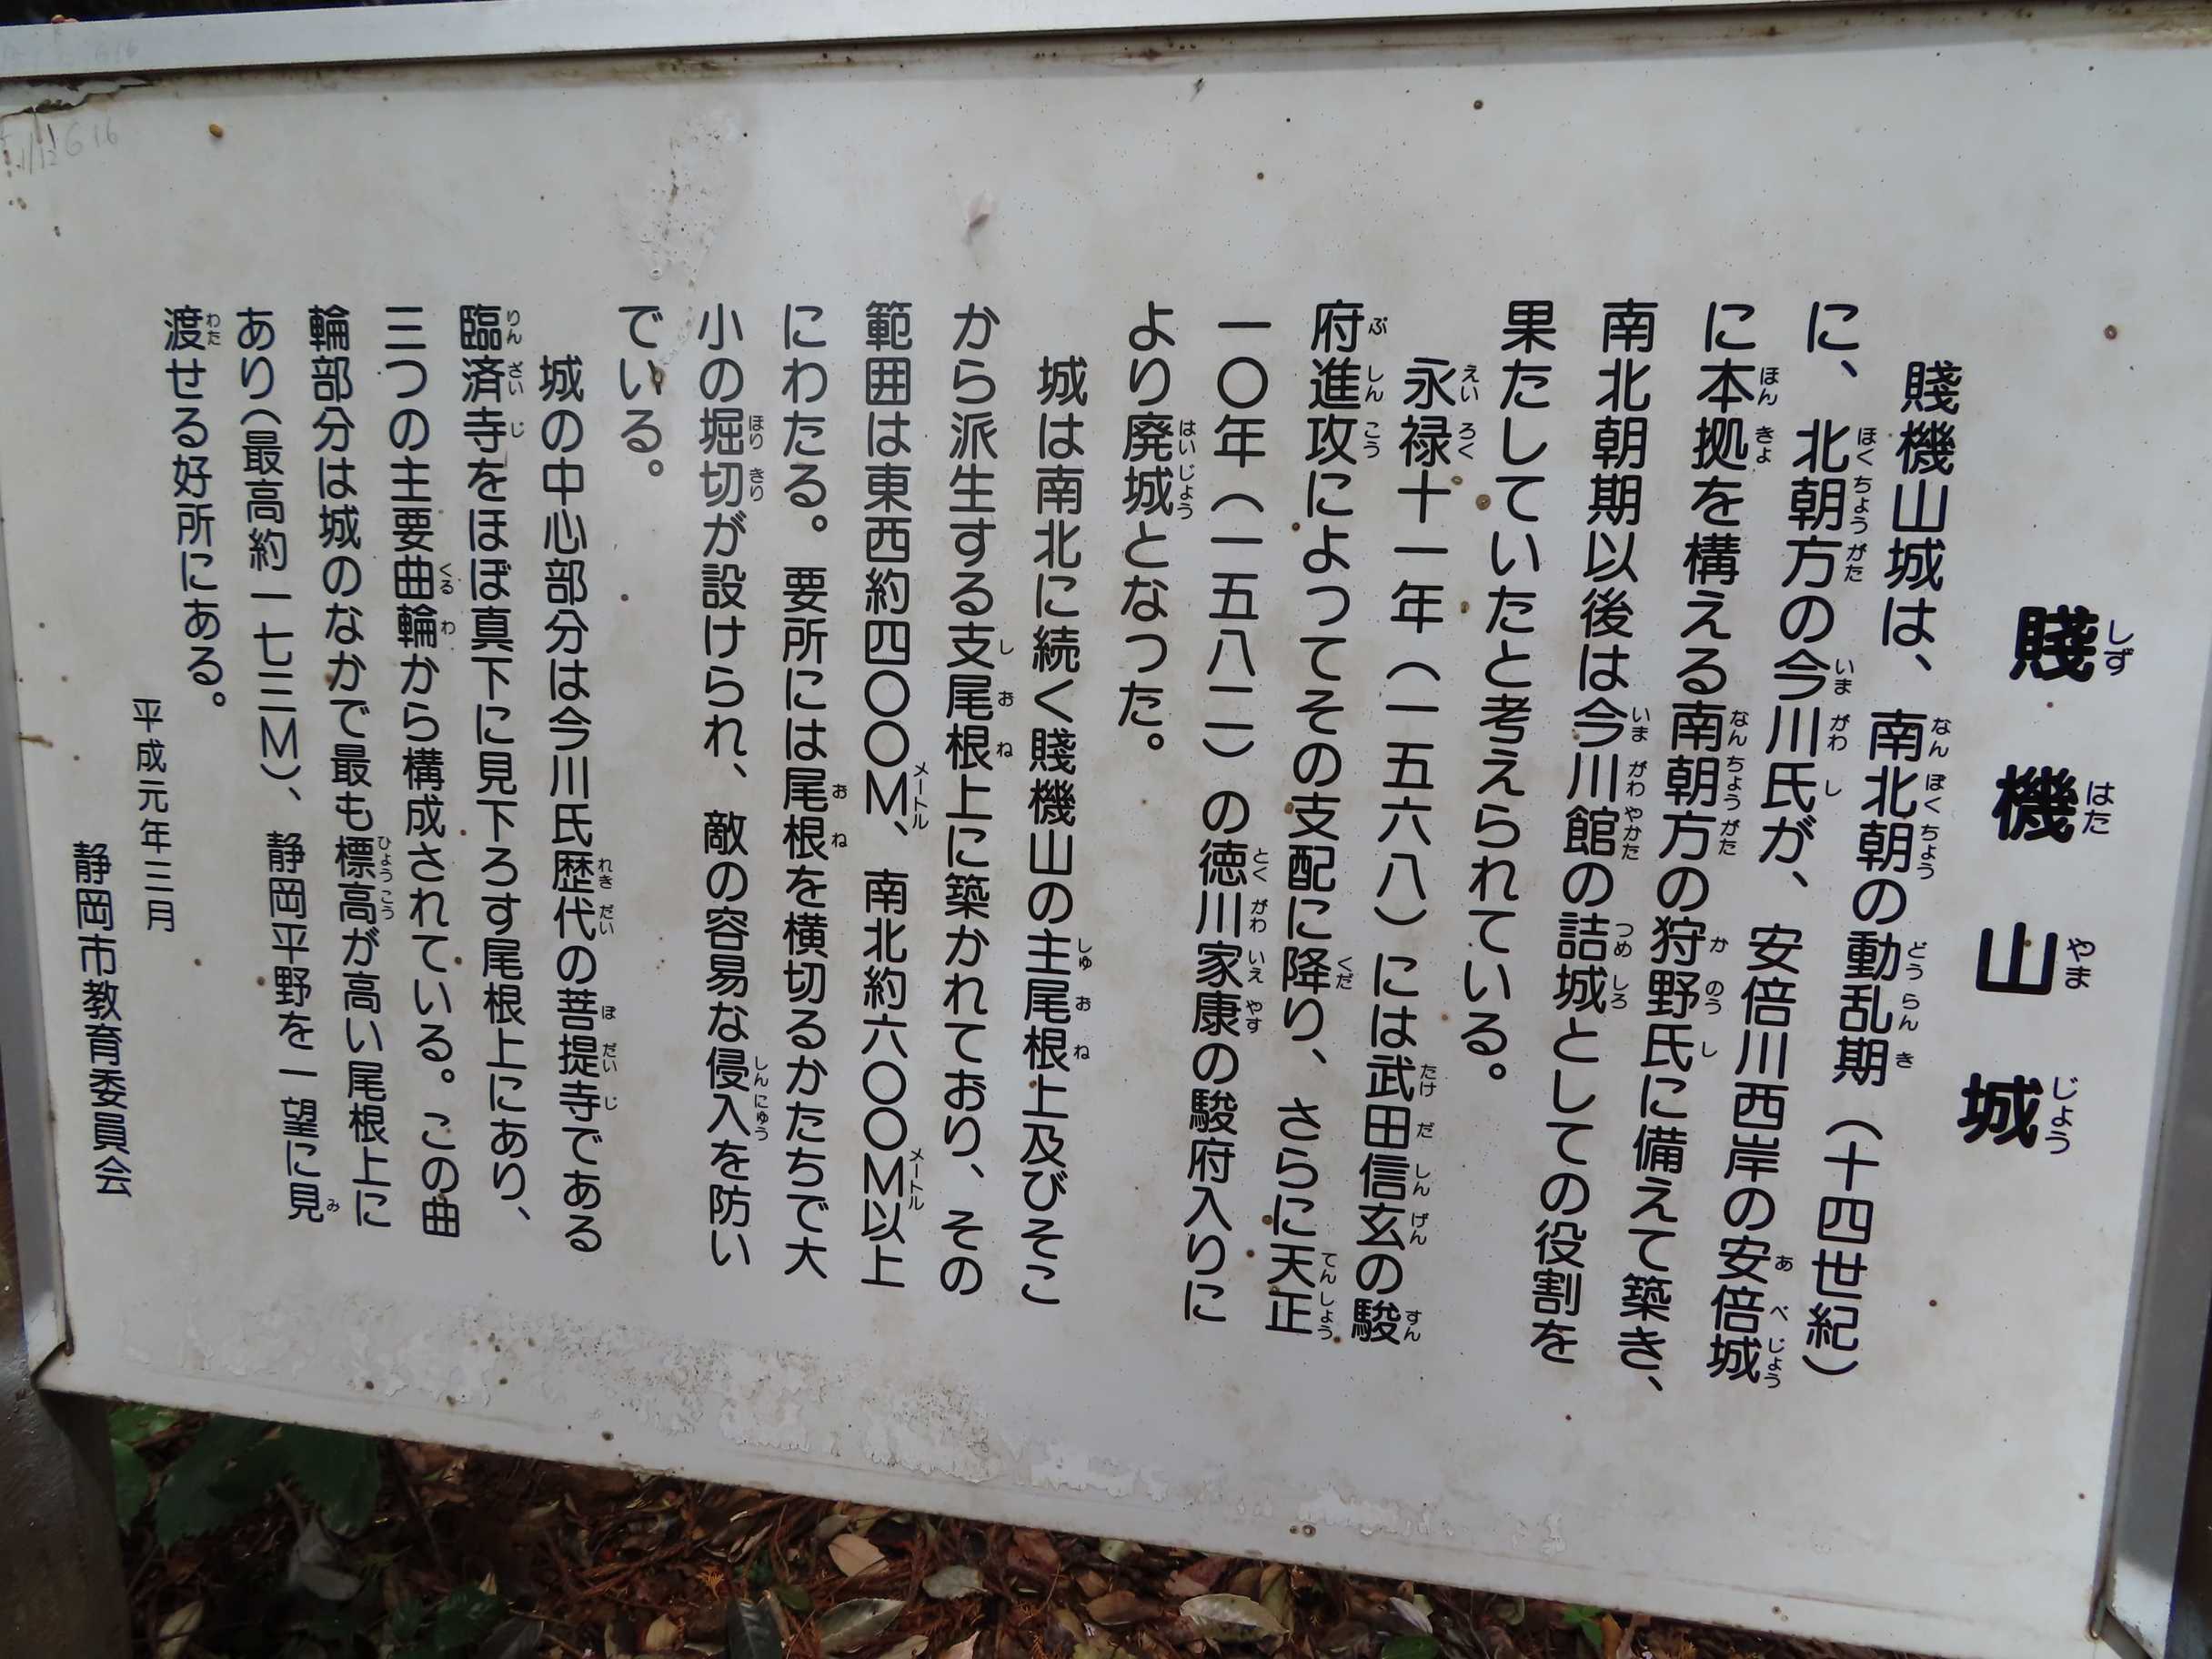 賤機山城
賤機山城は、南北朝の動乱期（十四世紀）
に、北朝方の今川氏が、安倍川西岸の安倍城
に本拠を構える南朝方の狩野氏に備えて築き、
南北朝期以後は今川館の詰城としての役割を
果たしていたと考えられている。
永禄十一年（一五六八）には武田信玄の駿
府進攻によってその支配に降り、さらに天正
一〇年（一五八二）の徳川家康の駿府入りに
より廃城となった。
城は南北に続く賤機山の主尾根上及びそこ
から派生する支尾根上に築かれており、その
範囲は東西約四〇〇M、南北約六〇〇M以上
にわたる。要所には尾根を横切るかたちで大
小の堀切が設けられ、敵の容易な侵入を防い
でいる。
城の中心部分は今川氏歴代の菩提寺である
臨済寺をほぼ真下に見下ろす尾根上にあり、
三つの主要曲輪から構成されている。この曲
輪部分は城のなかで最も標高が高い尾根上に
あり（最高約一七三M）、静岡平野を一望に見
渡せる好所にある。
平成元年三月
静岡市教育委員会